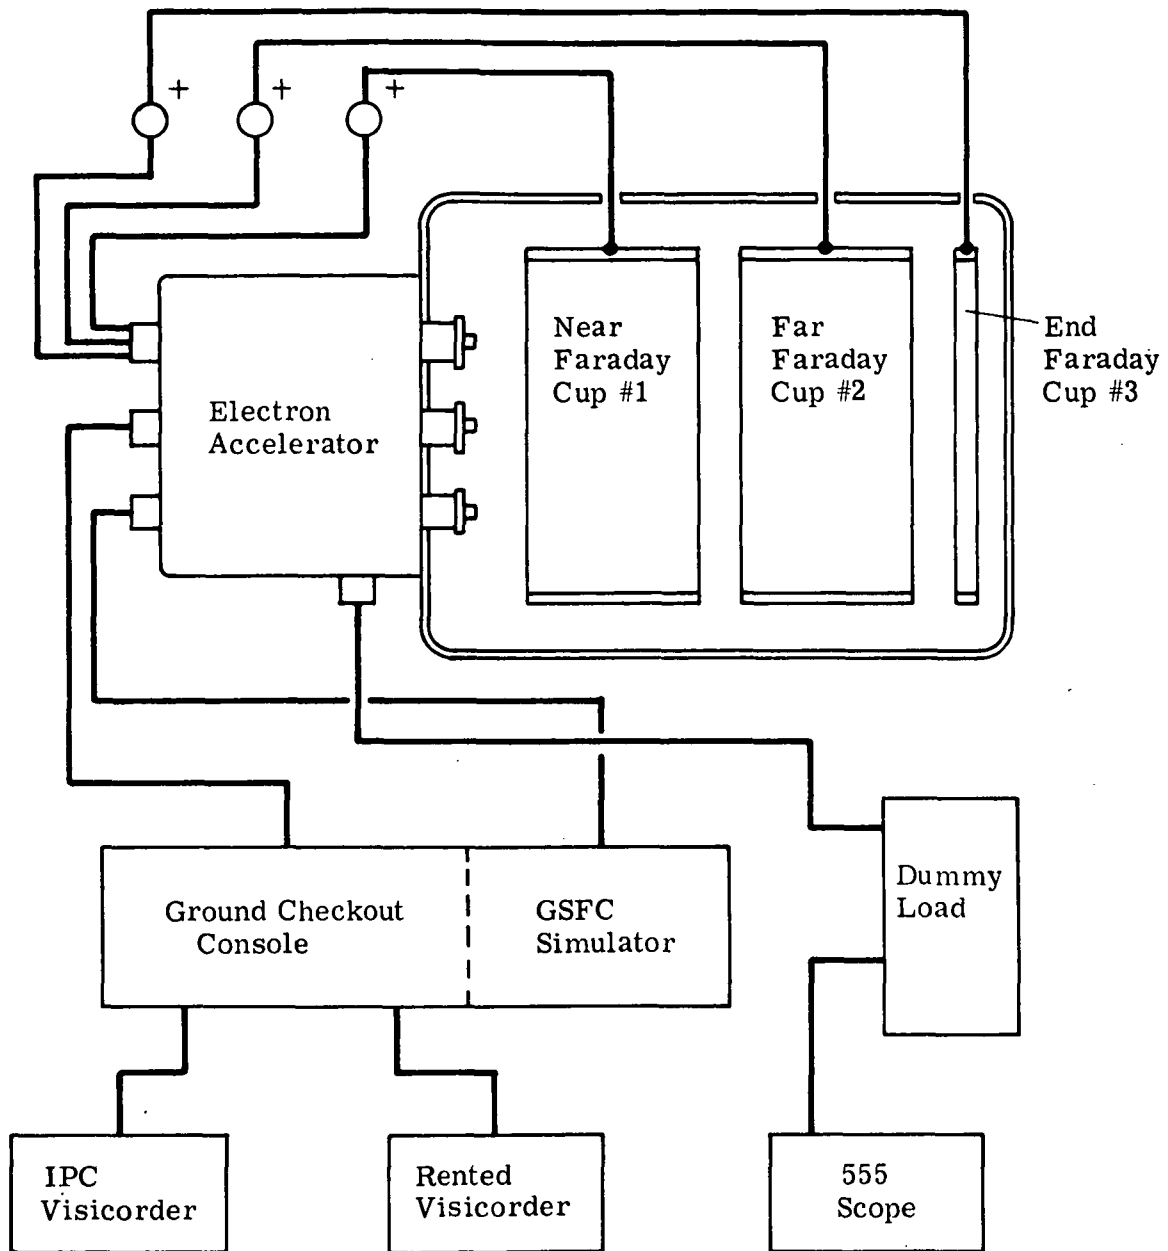 +
+
+
Near
Faraday
Cup #1
Far
Faraday
Cup #2
End
Faraday
Cup #3
Electron
Accelerator
Ground Checkout
Console
GSFC
Simulator
Dummy
Load
IPC
Visicorder
Rented
Visicorder
555
Scope